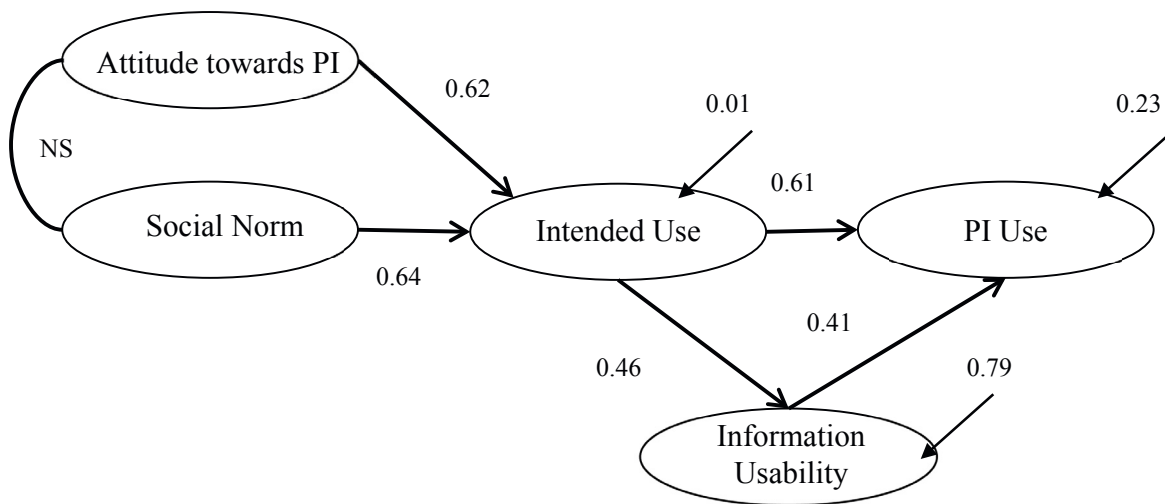 Attitude towards PI
0.62
0.01
0.23
NS
0.61
Social Norm
Intended Use
PI Use
0.64
0.41
0.46
0.79
Information
Usability